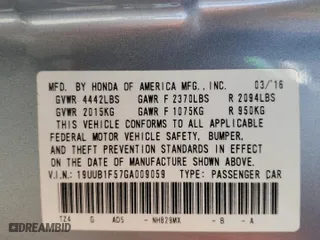 MFD. BY HONDA OF AMERICA MFG., INC. 03/'16
GVWR 4442LBS GAWR F 2370LBS R 2094LBS
GVWR 2015KG GAWR F 1075KG R 950KG
THIS VEHICLE CONFORMS TO ALL APPLICABLE
FEDERAL MOTOR VEHICLE SAFETY, BUMPER,
AND THEFT PREVENTION STANDARDS IN
EFFECT ON THE DATE OF MANUFACTURE
SHOWN ABOVE.
V.I.N.: 19UUB1F57GA009059 TYPE: PASSENGER CAR
TZ4 G AD5 - NH829MX - B - A
DREAMBID